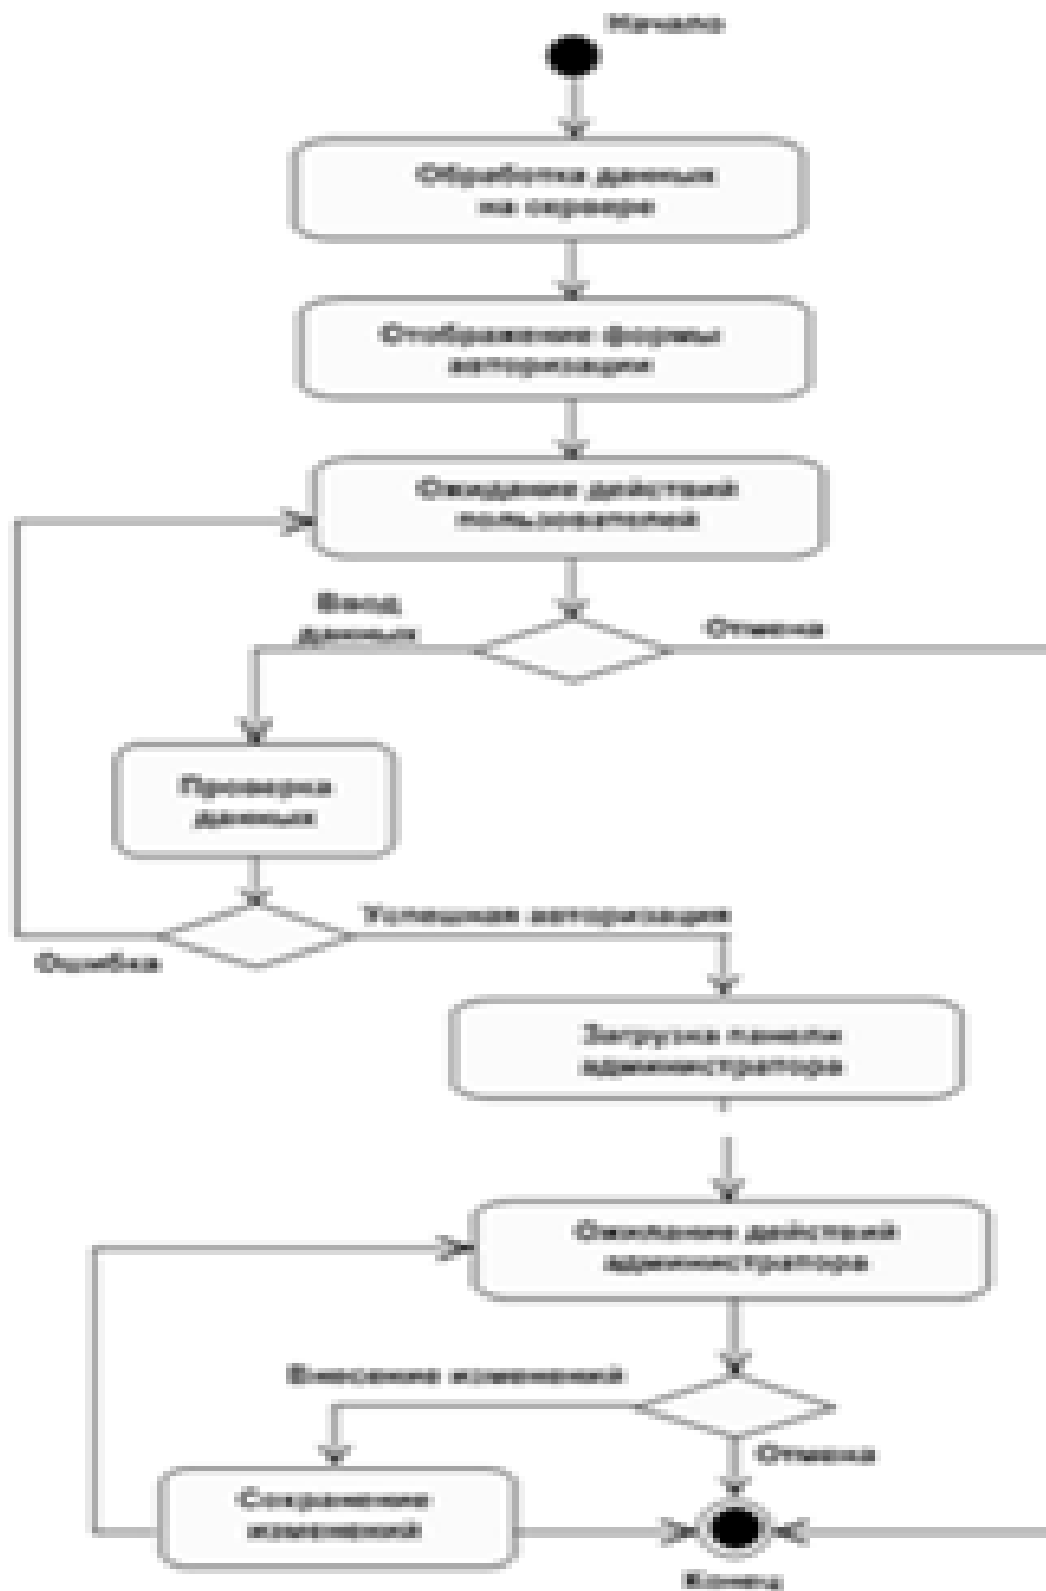 Начало
Обработка данных
на сервере
Отображение формы
авторизации
Ожидание действий
пользователей
Ввод
данных
Отмена
Проверка
данных
Успешная авторизация
Ошибка
Загрузка панели
администратора
Ожидание действий
администратора
Внесение изменений
Отмена
Сохранение
изменений
Конец